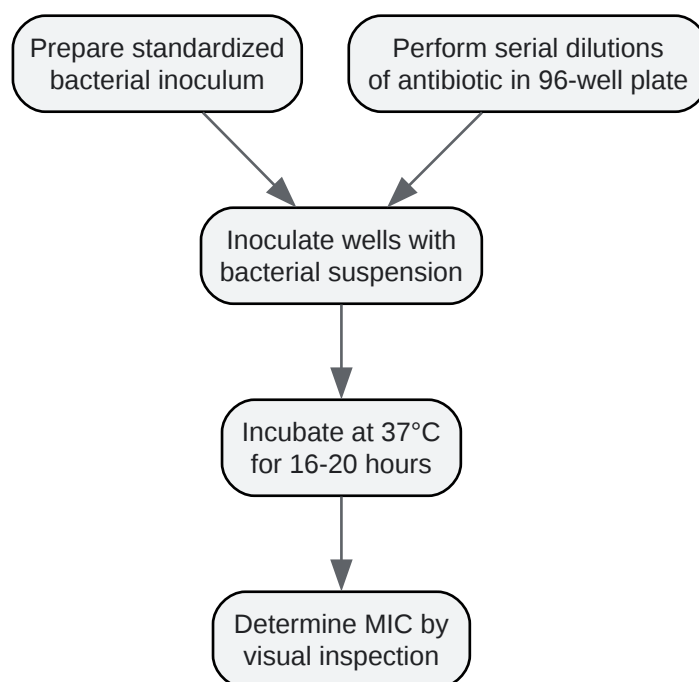 Prepare standardized
bacterial inoculum
Perform serial dilutions
of antibiotic in 96-well plate
Inoculate wells with
bacterial suspension
Incubate at 37°C
for 16-20 hours
Determine MIC by
visual inspection